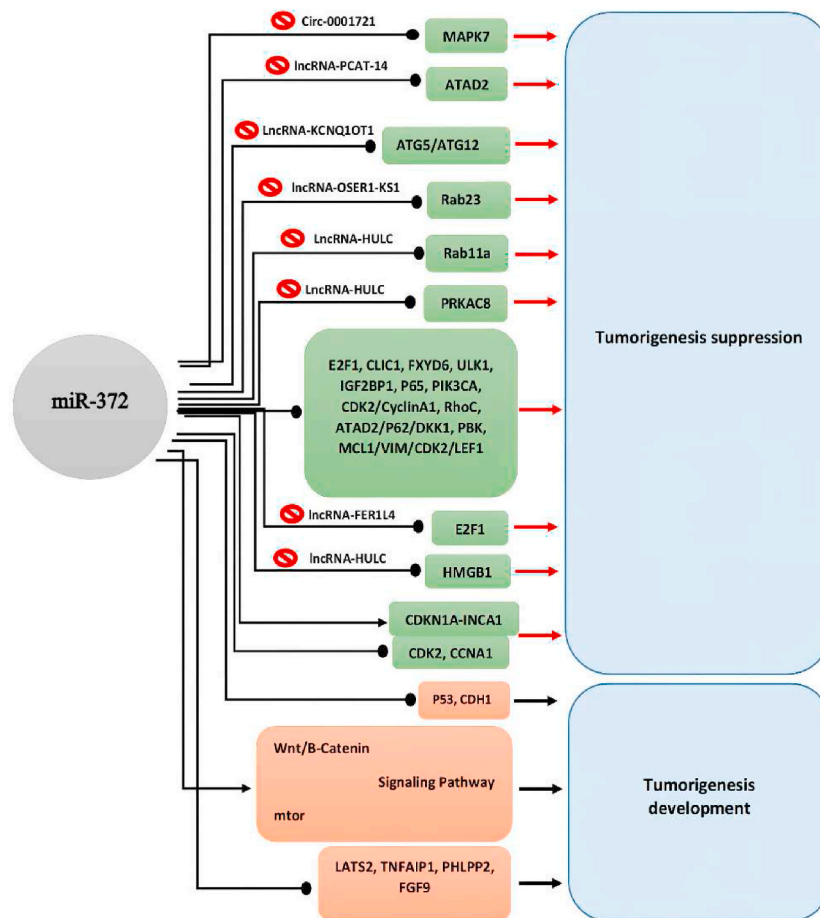 Circ-0001721
MAPK7
lncRNA-PCAT-14
ATAD2
LncRNA-KCNQ1OT1
ATG5/ATG12
lncRNA-OSER1-KS1
Rab23
LncRNA-HULC
Rab11a
LncRNA-HULC
PRKAC8
Tumorigenesis suppression
miR-372
E2F1, CLIC1, FXYD6, ULK1,
IGF2BP1, P65, PIK3CA,
CDK2/CyclinA1, RhoC,
ATAD2/P62/DKK1, PBK,
MCL1/VIM/CDK2/LEF1
lncRNA-FER1L4
E2F1
lncRNA-HULC
HMGB1
CDKN1A-INCA1
CDK2, CCNA1
P53, CDH1
Wnt/B-Catenin
Signaling Pathway
mtor
Tumorigenesis
development
LATS2, TNFAIP1, PHLPP2,
FGF9